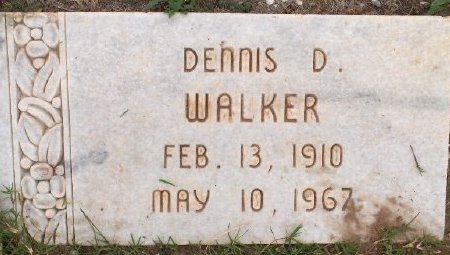 DENNIS D.
WALKER
FEB. 13, 1910
MAY 10, 1967